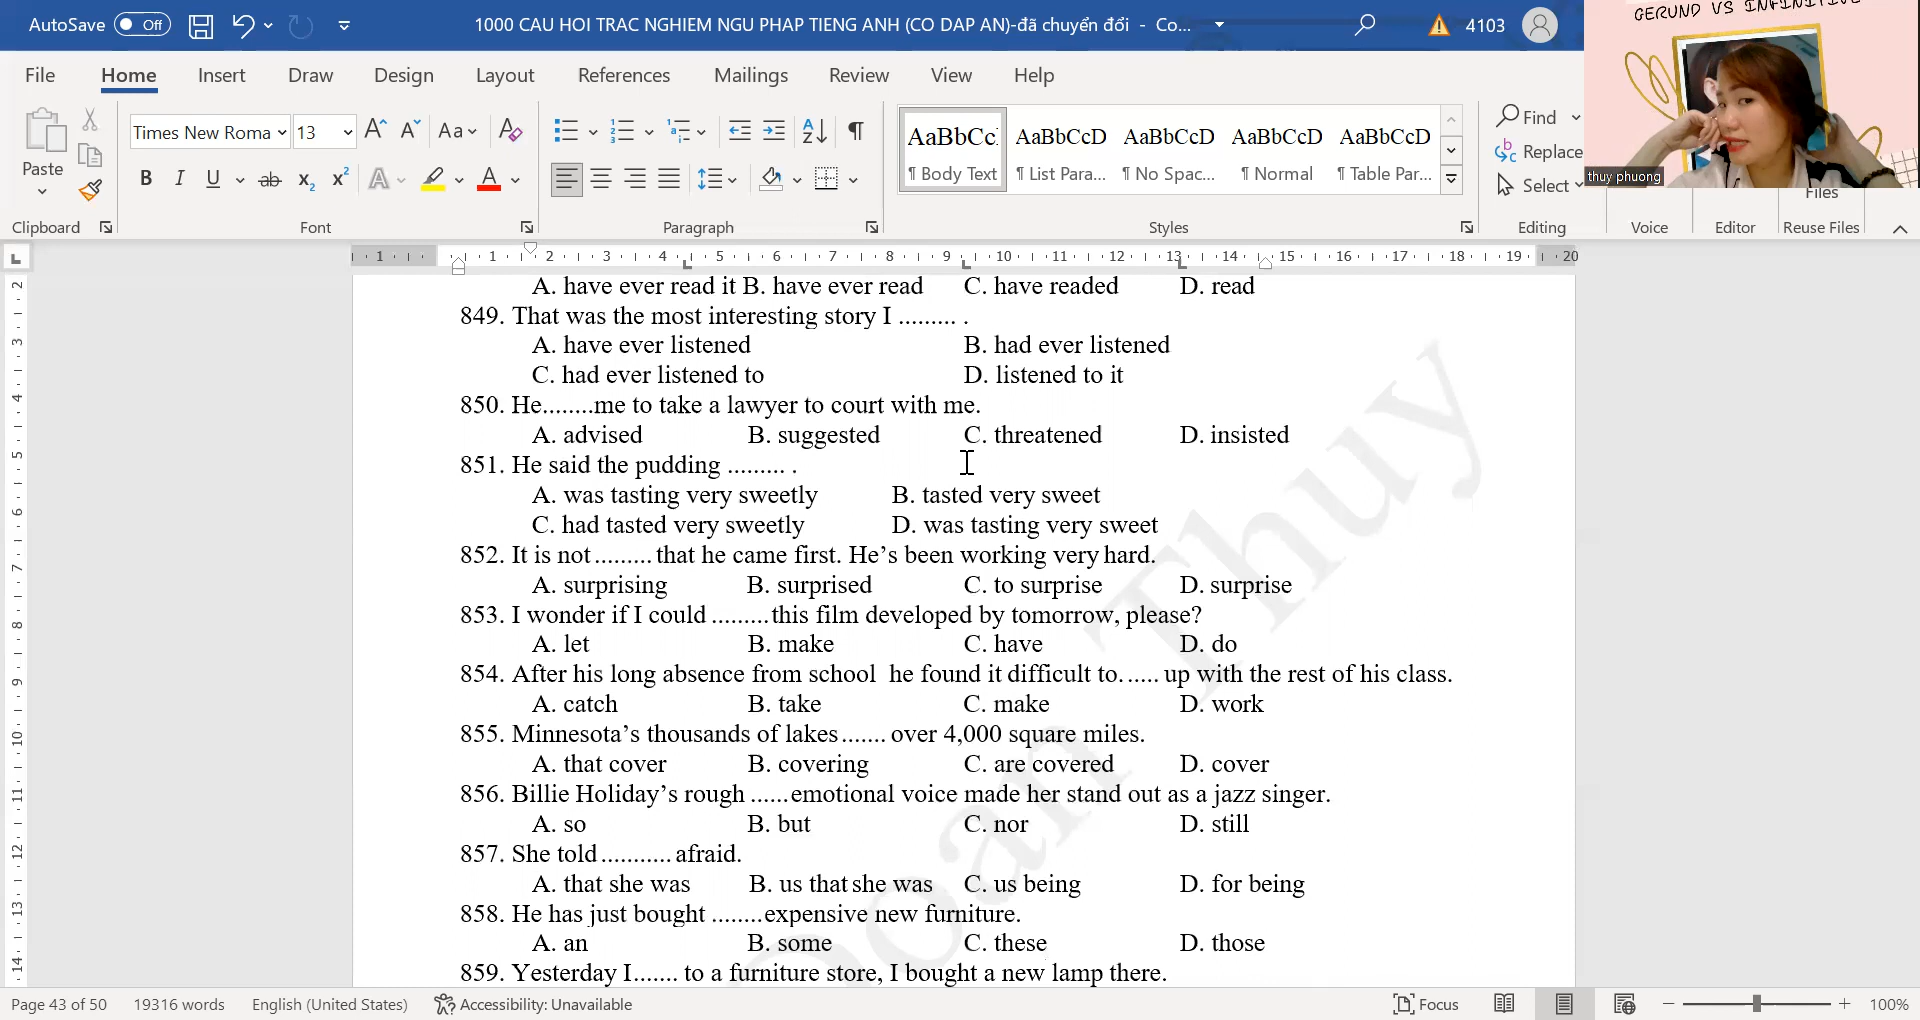 AutoSave Off 1000 CAU HOI TRAC NGHIEM NGU PHAP TIENG ANH (CO DAP AN)-đã chuyển đổi - Co... 4103
GERUND VS INFINITIVE
File Home Insert Draw Design Layout References Mailings Review View Help
Paste Times New Roma 13 Aa AaBbCc AaBbCcD AaBbCcD AaBbCcD AaBbCcD Find
¶ Body Text ¶ List Para... ¶ No Spac... ¶ Normal ¶ Table Par... Replace
Select
thuy phuong
Files
Clipboard Font Paragraph Styles Editing Voice Editor Reuse Files
A. have ever read it B. have ever read C. have readed D. read
849. That was the most interesting story I ......... .
A. have ever listened B. had ever listened
C. had ever listened to D. listened to it
850. He........me to take a lawyer to court with me.
A. advised B. suggested C. threatened D. insisted
851. He said the pudding ......... .
A. was tasting very sweetly B. tasted very sweet
C. had tasted very sweetly D. was tasting very sweet
852. It is not ......... that he came first. He’s been working very hard.
A. surprising B. surprised C. to surprise D. surprise
853. I wonder if I could .........this film developed by tomorrow, please?
A. let B. make C. have D. do
854. After his long absence from school he found it difficult to...... up with the rest of his class.
A. catch B. take C. make D. work
855. Minnesota’s thousands of lakes....... over 4,000 square miles.
A. that cover B. covering C. are covered D. cover
856. Billie Holiday’s rough ......emotional voice made her stand out as a jazz singer.
A. so B. but C. nor D. still
857. She told ........... afraid.
A. that she was B. us that she was C. us being D. for being
858. He has just bought ........expensive new furniture.
A. an B. some C. these D. those
859. Yesterday I....... to a furniture store, I bought a new lamp there.
Doan Thuy
Page 43 of 50 19316 words English (United States) Accessibility: Unavailable Focus 100%